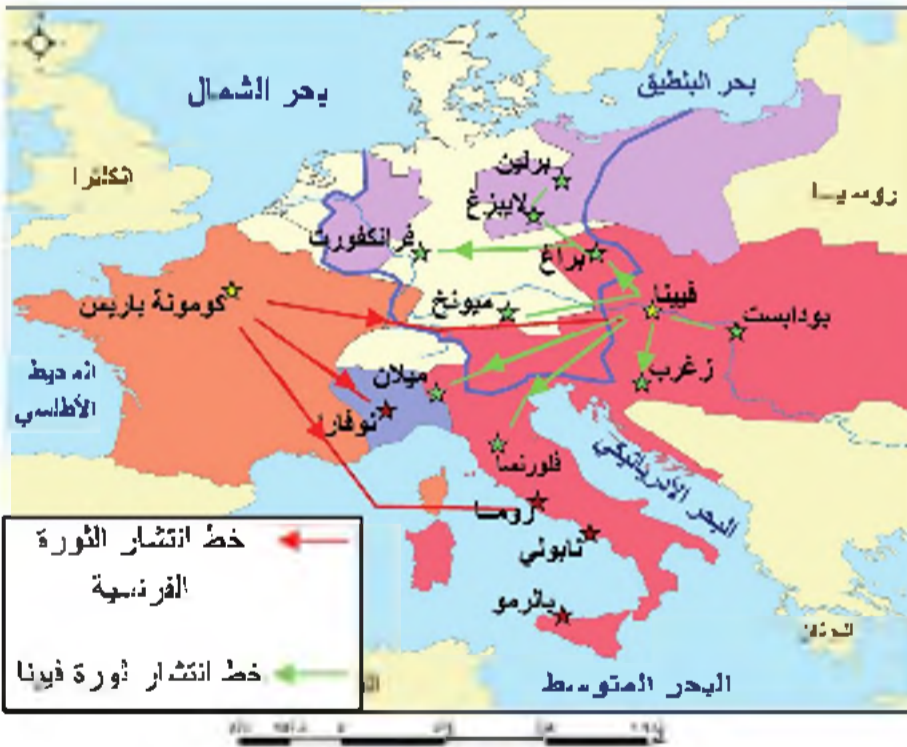 بحر الشمال
بحر البلطيق
انكلترا
روسيا
برلين
لايبزغ
فرانكفورت
براغ
كومونة باريس
ميونخ
فيينا
بودابست
المحيط
الأطلسي
ميلان
زغرب
نوفارا
فلورنسا
البحر الأدرياتيكي
روما
نابولي
بالرمو
البحر المتوسط
خط انتشار الثورة
الفرنسية
خط انتشار ثورة فيينا